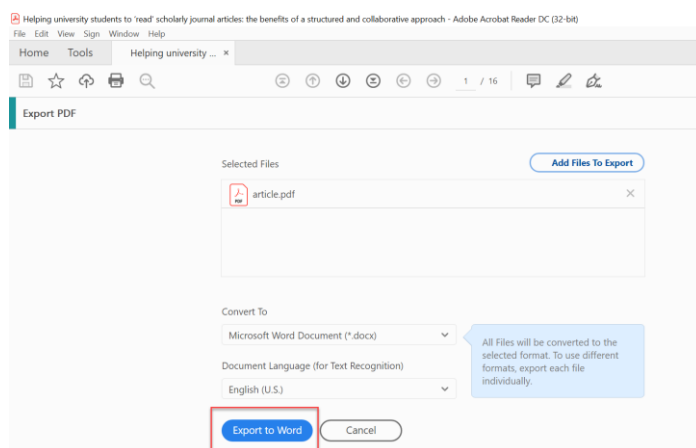 Helping university students to 'read' scholarly journal articles: the benefits of a structured and collaborative approach - Adobe Acrobat Reader DC (32-bit)
File Edit View Sign Window Help
Home Tools Helping university ... ×
1 / 16
Export PDF
Selected Files
Add Files To Export
PDF
article.pdf
Convert To
Microsoft Word Document (*.docx)
All Files will be converted to the
selected format. To use different
formats, export each file
individually.
Document Language (for Text Recognition)
English (U.S.)
Export to Word
Cancel